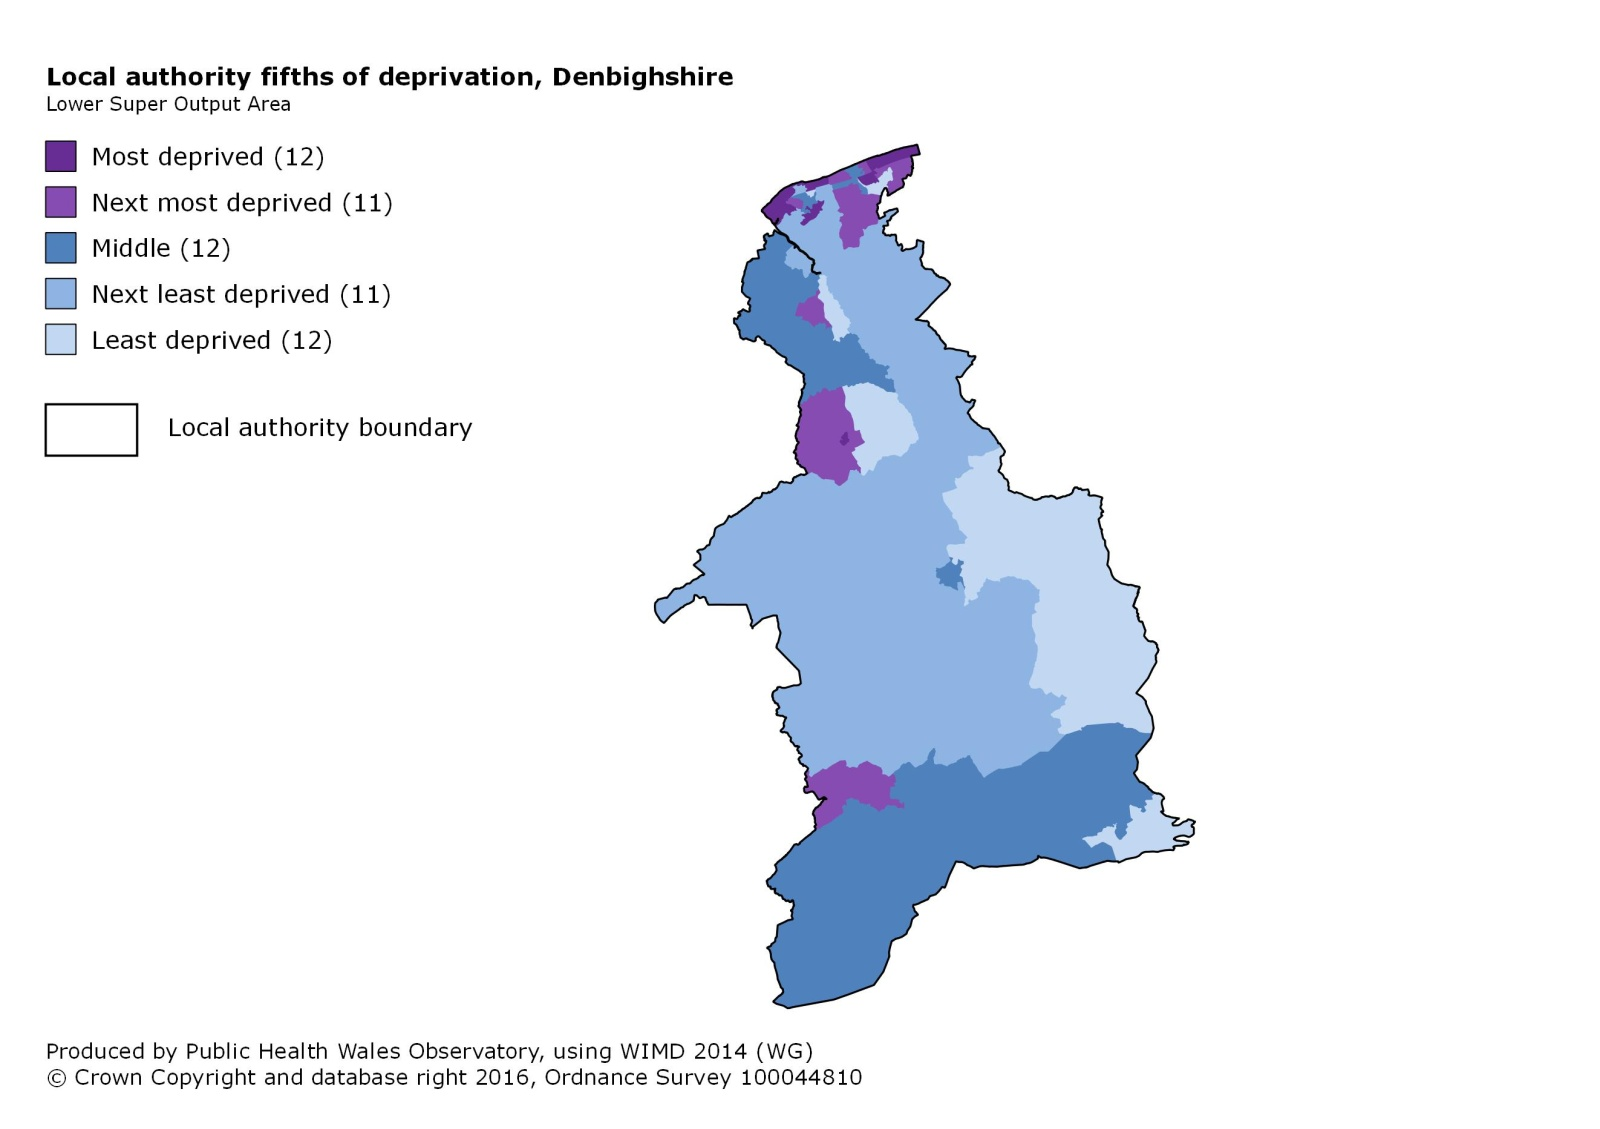 Local authority fifths of deprivation, Denbighshire
Lower Super Output Area
Most deprived (12)
Next most deprived (11)
Middle (12)
Next least deprived (11)
Least deprived (12)
Local authority boundary
Produced by Public Health Wales Observatory, using WIMD 2014 (WG)
© Crown Copyright and database right 2016, Ordnance Survey 100044810